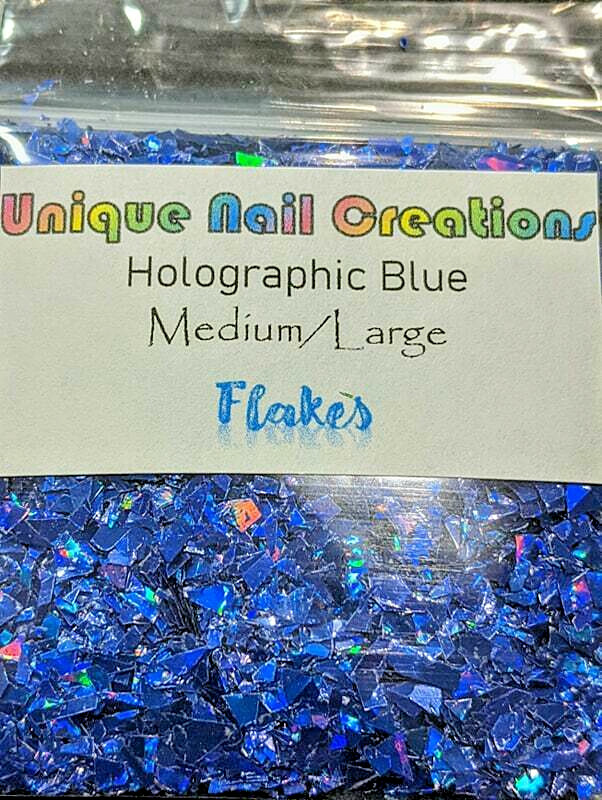 Unique Nail Creations
Holographic Blue
Medium/Large
Flakes